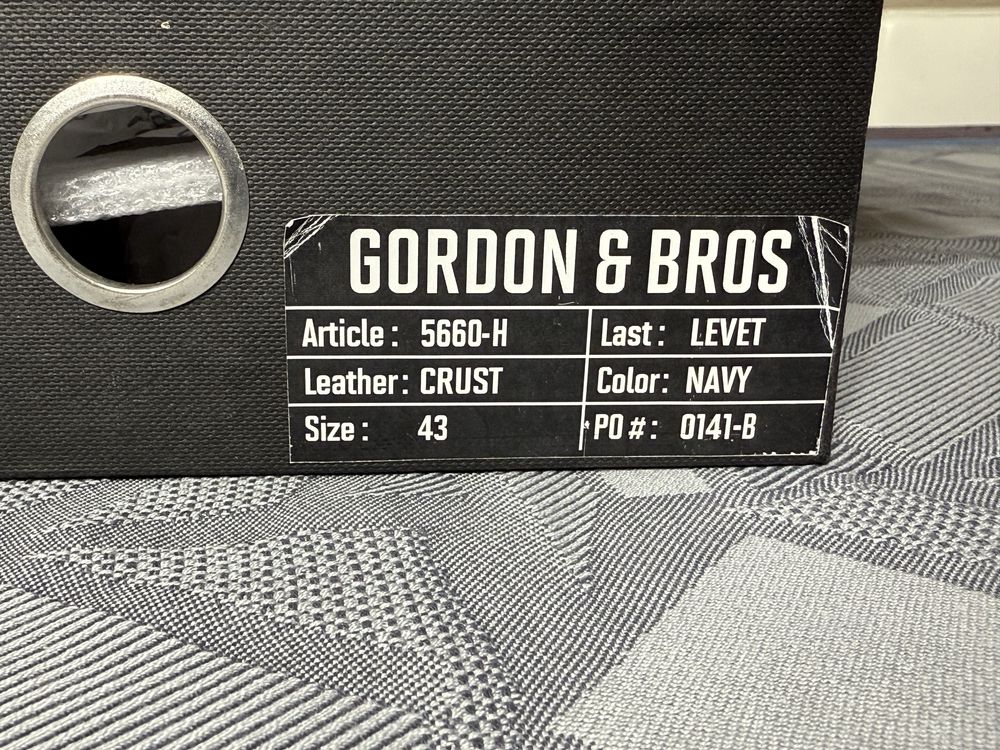 GORDON & BROS
Article : 5660-H Last : LEVET
Leather : CRUST Color : NAVY
Size : 43 PO # : 0141-B